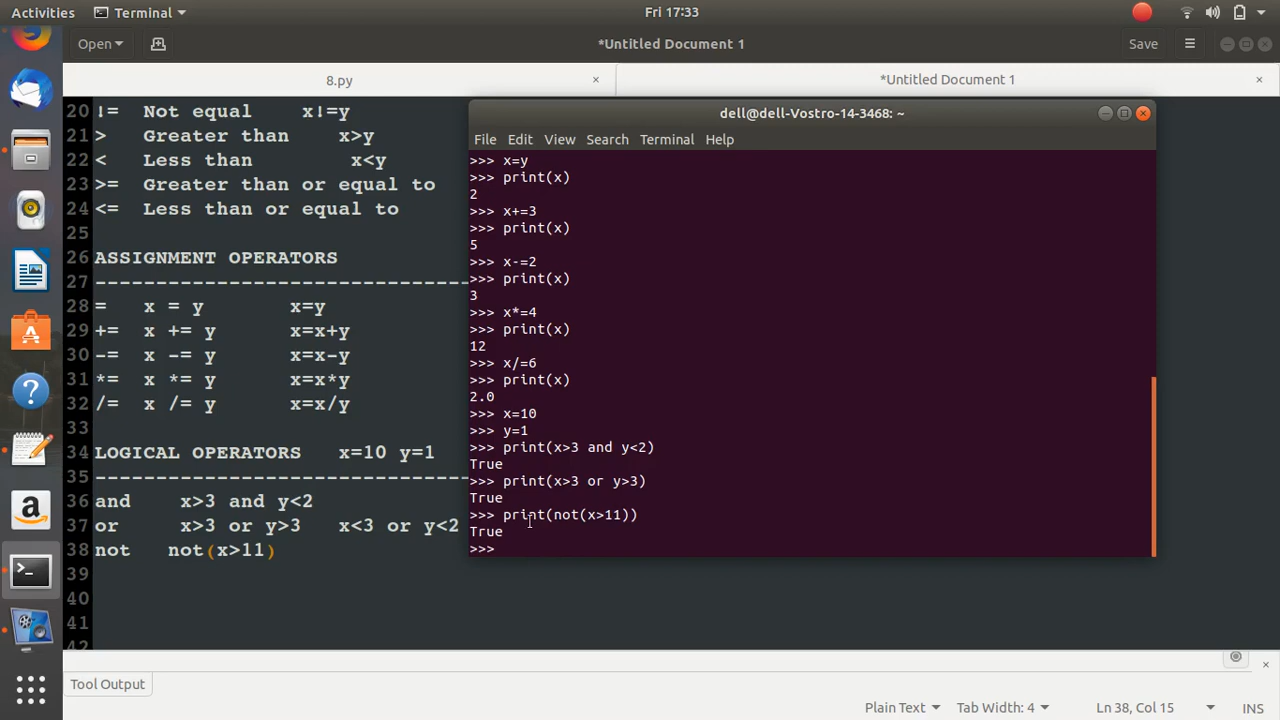 Activities Terminal Fri 17:33
Open *Untitled Document 1 Save
8.py × *Untitled Document 1 ×
20 != Not equal x!=y
21 > Greater than x>y
22 < Less than x<y
23 >= Greater than or equal to
24 <= Less than or equal to
25
26 ASSIGNMENT OPERATORS
27 -------------------------------
28 = x = y x=y
29 += x += y x=x+y
30 -= x -= y x=x-y
31 *= x *= y x=x*y
32 /= x /= y x=x/y
33
34 LOGICAL OPERATORS x=10 y=1
35 -------------------------------
36 and x>3 and y<2
37 or x>3 or y>3 x<3 or y<2
38 not not(x>11)
39
40
41
42
dell@dell-Vostro-14-3468: ~
File Edit View Search Terminal Help
>>> x=y
>>> print(x)
2
>>> x+=3
>>> print(x)
5
>>> x-=2
>>> print(x)
3
>>> x*=4
>>> print(x)
12
>>> x/=6
>>> print(x)
2.0
>>> x=10
>>> y=1
>>> print(x>3 and y<2)
True
>>> print(x>3 or y>3)
True
>>> print(not(x>11))
True
>>>
Tool Output
Plain Text Tab Width: 4 Ln 38, Col 15 INS